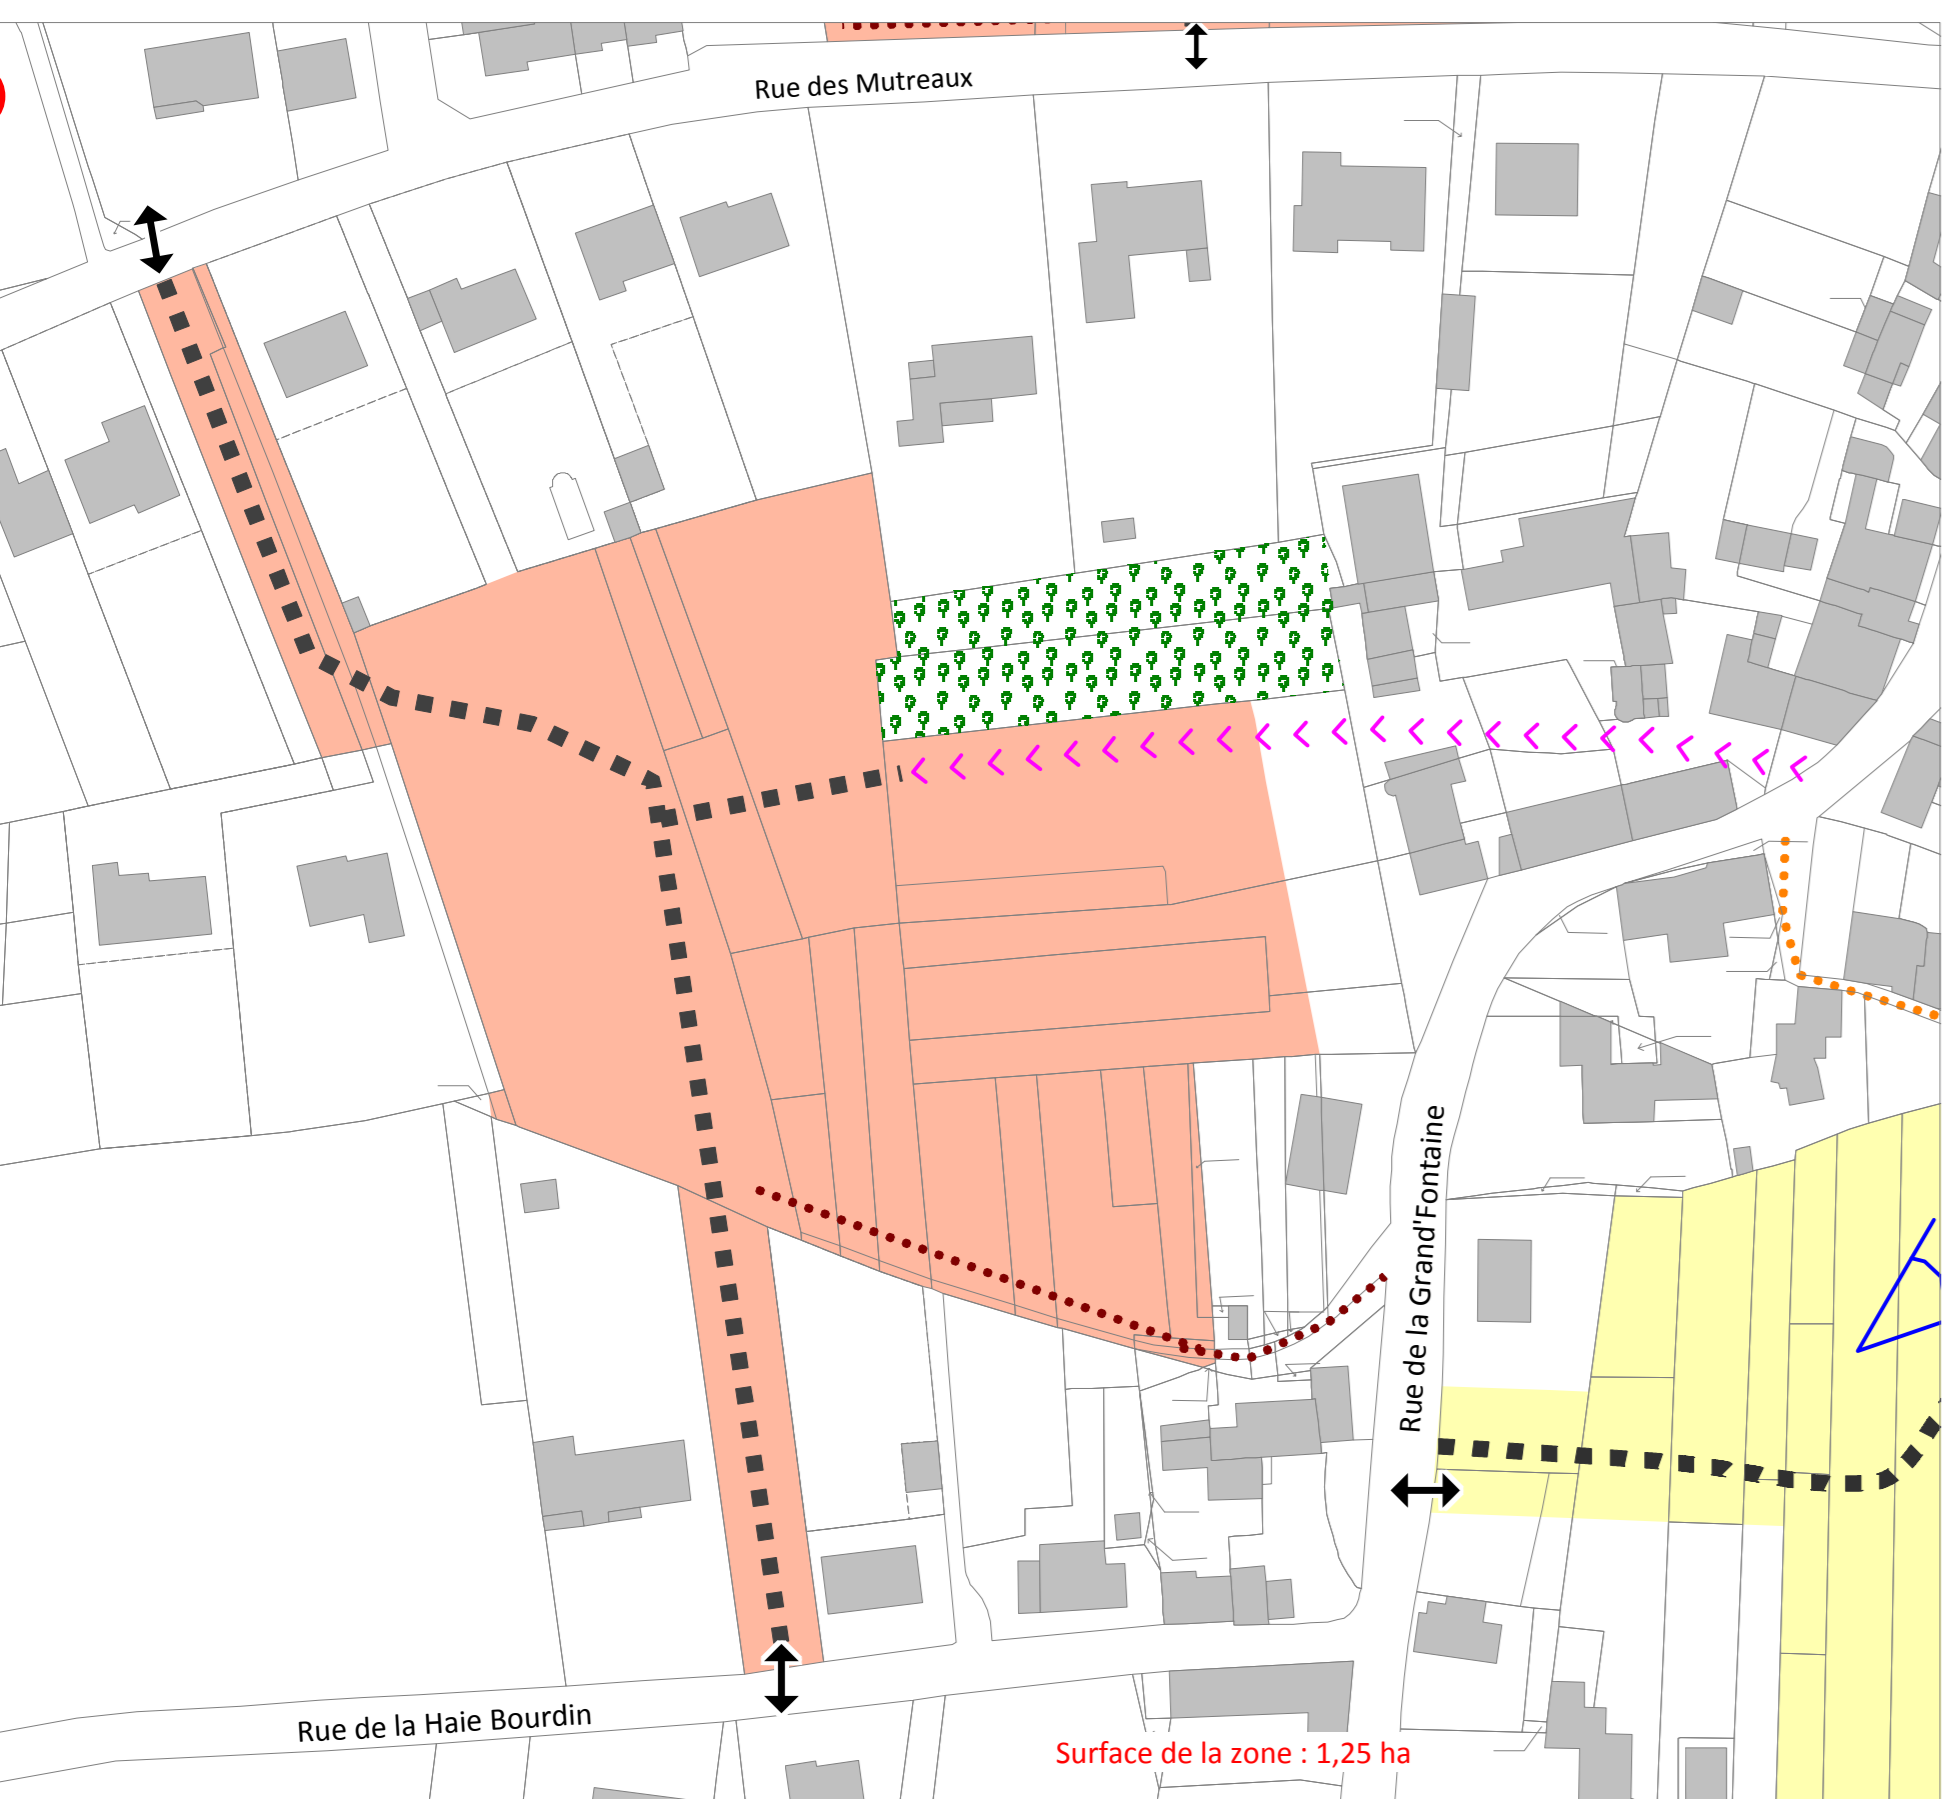 Rue des Mutreaux
Rue de la Grand'Fontaine
Rue de la Haie Bourdin
Surface de la zone : 1,25 ha